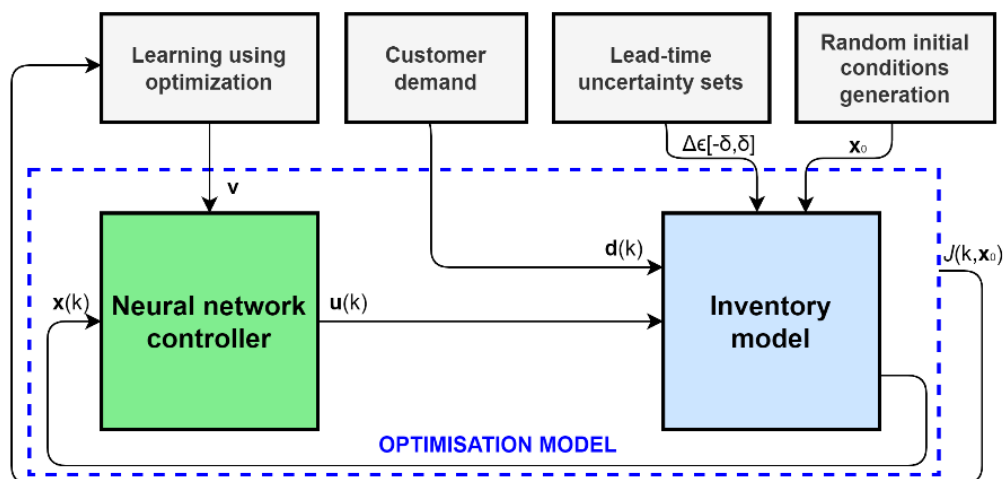 Learning using
optimization
Customer
demand
Lead-time
uncertainty sets
Random initial
conditions
generation
Δϵ[-δ,δ]
x₀
v
d(k)
J(k,x₀)
x(k)
Neural network
controller
u(k)
Inventory
model
OPTIMISATION MODEL